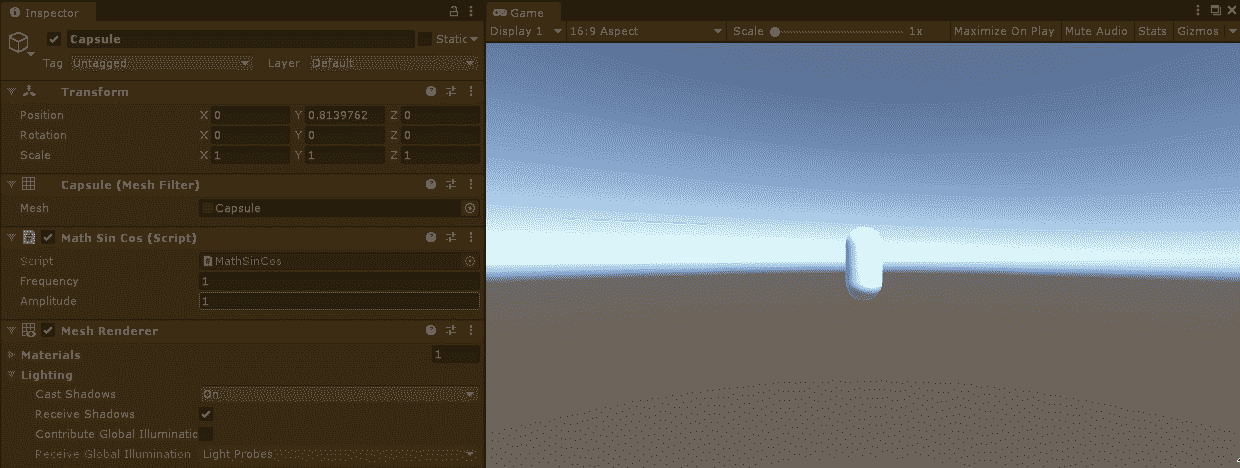 Inspector
Capsule Static
Tag Untagged Layer Default
Transform
Position X 0 Y 0.8139762 Z 0
Rotation X 0 Y 0 Z 0
Scale X 1 Y 1 Z 1
Capsule (Mesh Filter)
Mesh Capsule
Math Sin Cos (Script)
Script MathSinCos
Frequency 1
Amplitude 1
Mesh Renderer
Materials 1
Lighting
Cast Shadows On
Receive Shadows
Contribute Global Illuminatic
Receive Global Illumination Light Probes
Game
Display 1 16:9 Aspect Scale 1x Maximize On Play Mute Audio Stats Gizmos